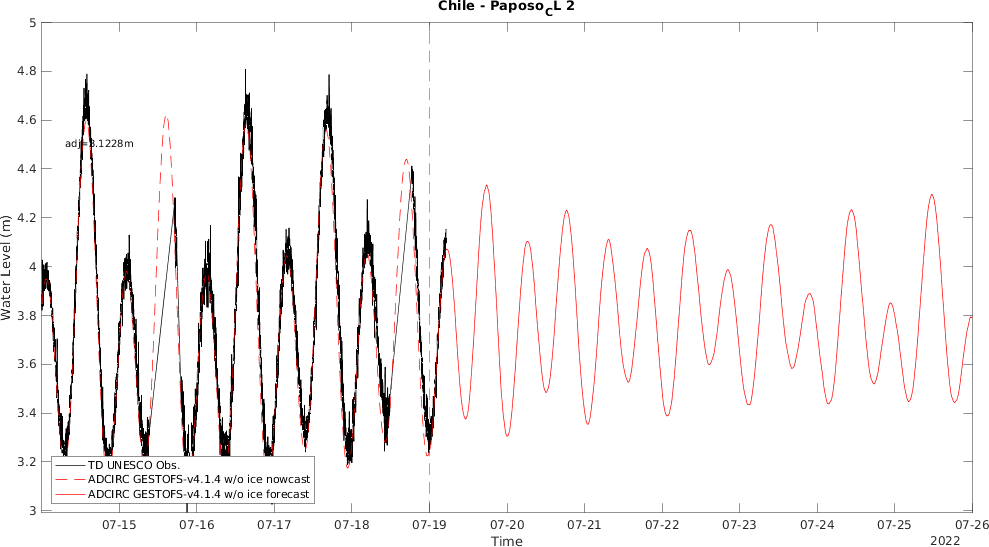 Chile - Paposo_CL 2
5
4.8
4.6
adj=3.1228m
4.4
4.2
4
3.8
3.6
3.4
3.2
3
Water Level (m)
TD UNESCO Obs.
ADCIRC GESTOFS-v4.1.4 w/o ice nowcast
ADCIRC GESTOFS-v4.1.4 w/o ice forecast
07-15 07-16 07-17 07-18 07-19 07-20 07-21 07-22 07-23 07-24 07-25 07-26
Time
2022